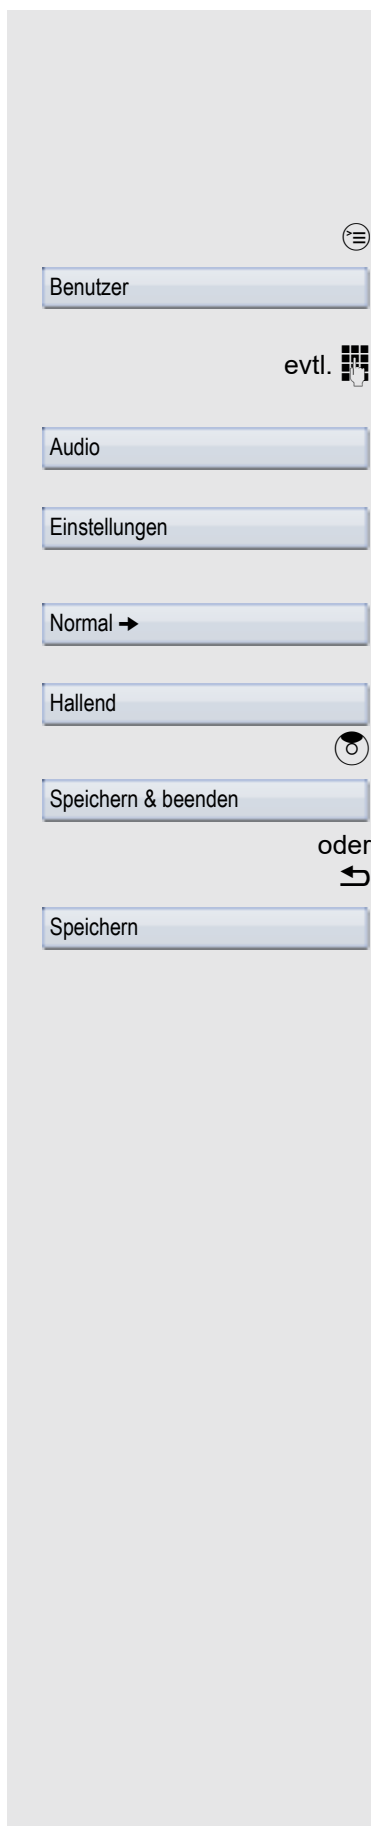 Benutzer
evtl.
Audio
Einstellungen
Normal →
Hallend
Speichern & beenden
oder
Speichern